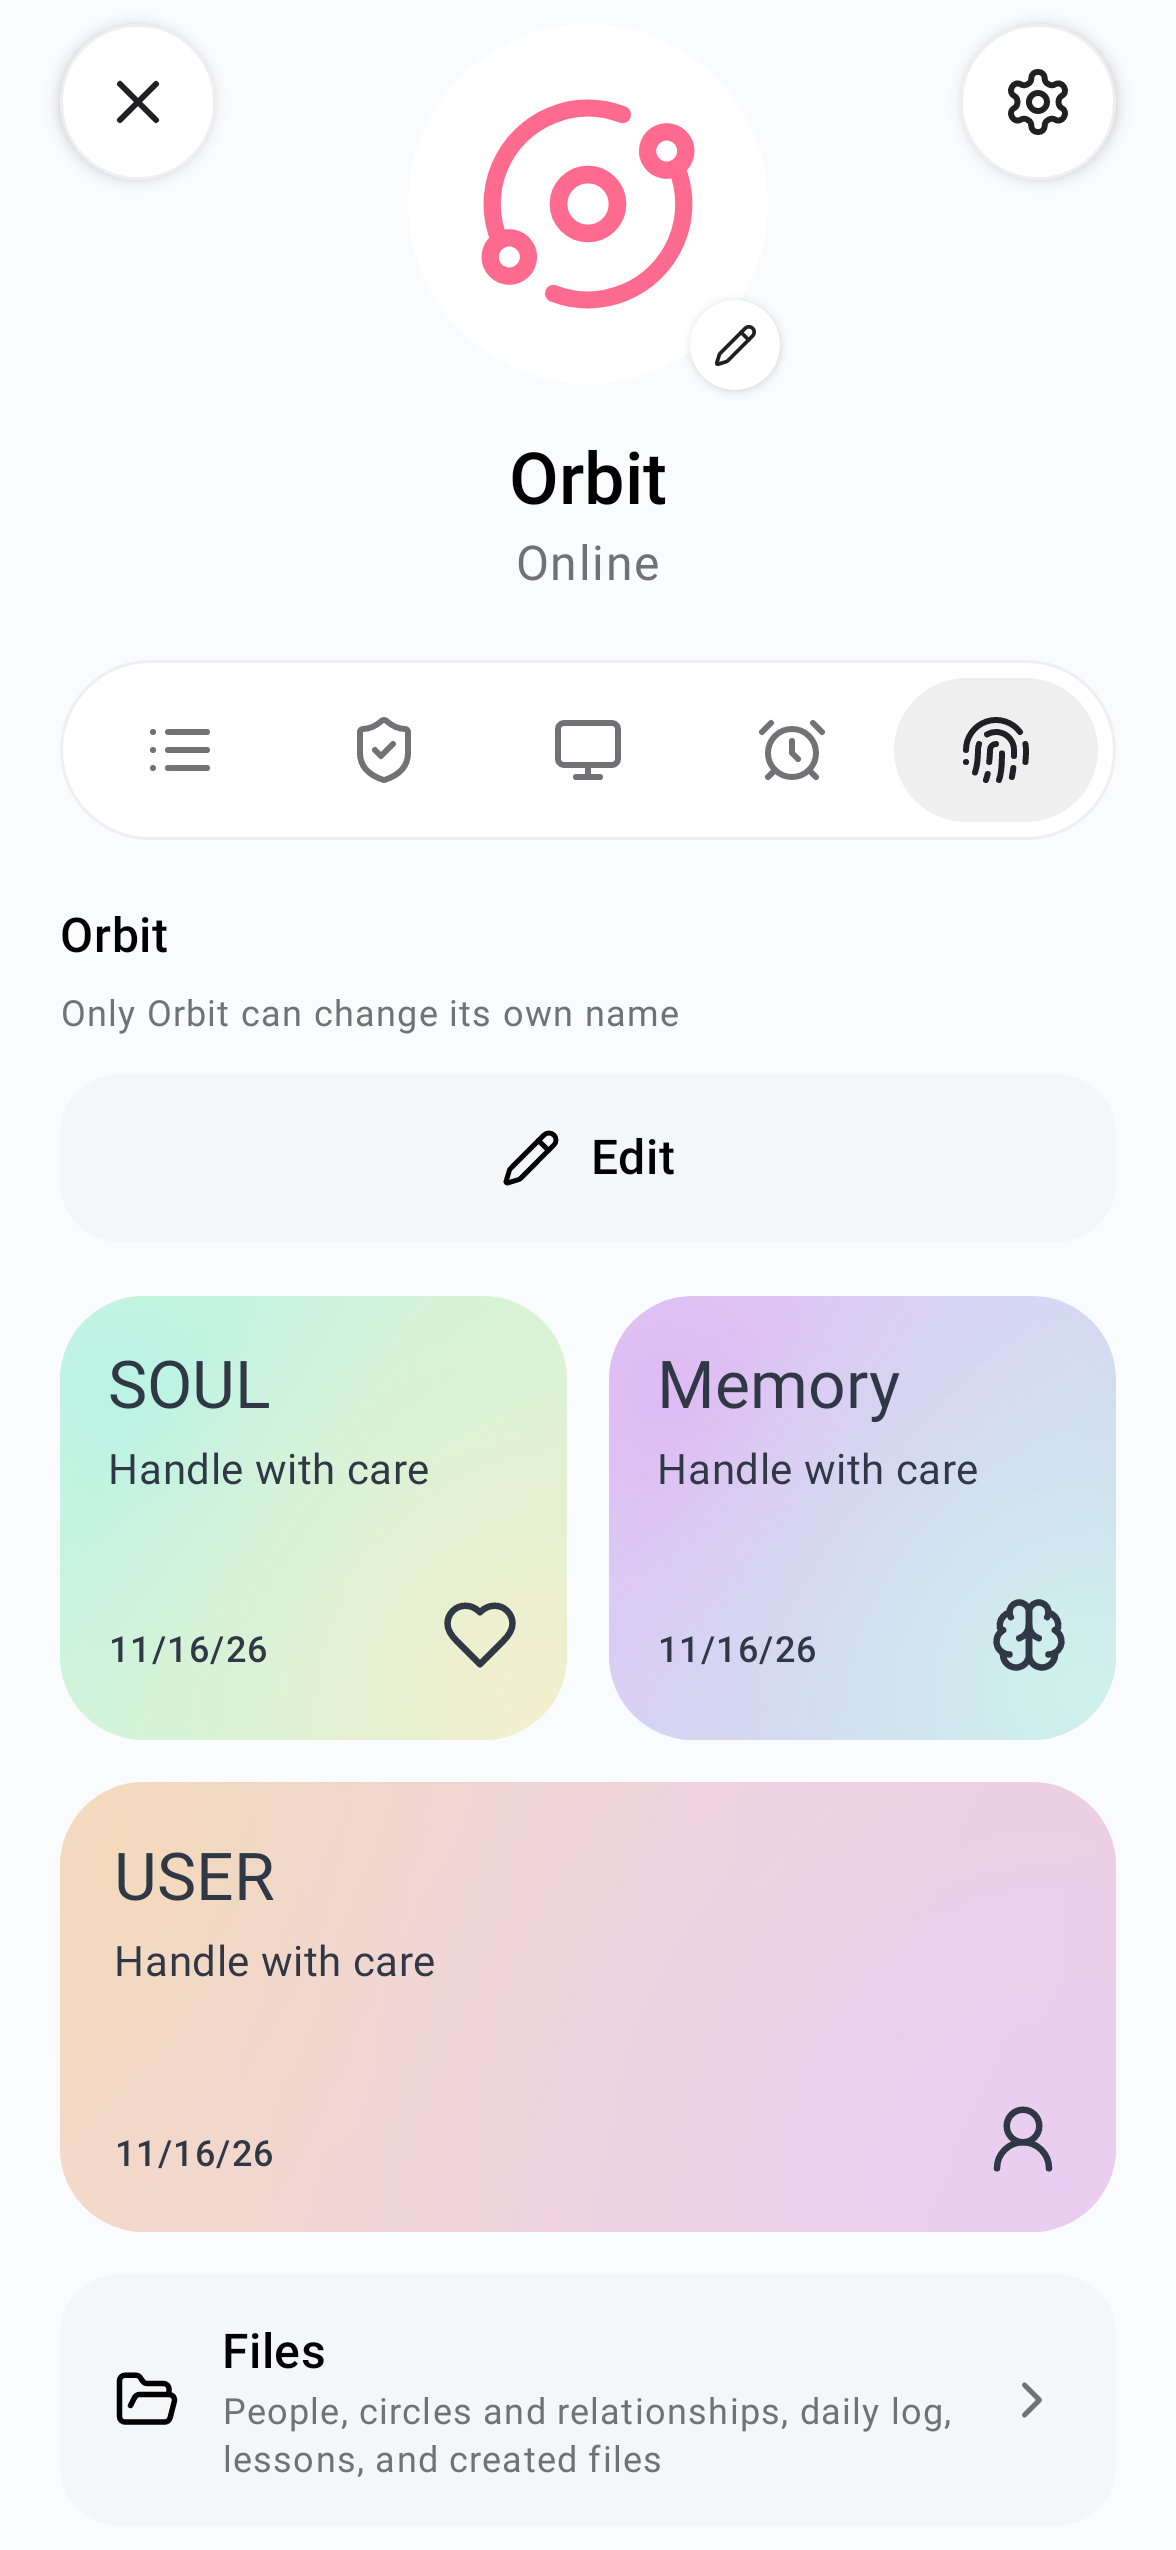 Orbit
Online
Orbit
Only Orbit can change its own name
Edit
SOUL
Handle with care
11/16/26
Memory
Handle with care
11/16/26
USER
Handle with care
11/16/26
Files
People, circles and relationships, daily log,
lessons, and created files